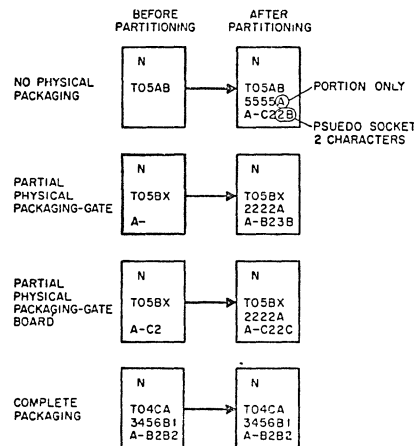 BEFORE PARTITIONING
AFTER PARTITIONING
NO PHYSICAL PACKAGING
N
T05AB
N
T05AB
5555A
A-C22B
PORTION ONLY
PSUEDO SOCKET
2 CHARACTERS
PARTIAL
PHYSICAL
PACKAGING-GATE
N
T05BX
A-
N
T05BX
2222A
A-B23B
PARTIAL
PHYSICAL
PACKAGING-GATE
BOARD
N
T05BX
A-C2
N
T05BX
2222A
A-C22C
COMPLETE
PACKAGING
N
T04CA
3456B1
A-B2B2
N
T04CA
3456B1
A-B2B2